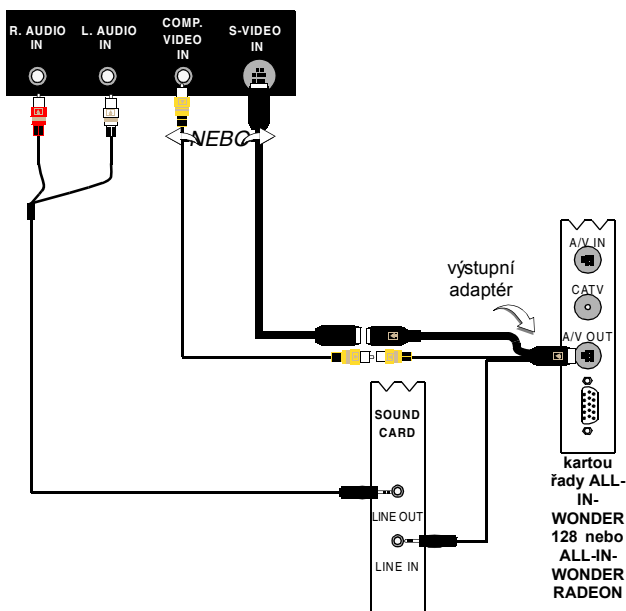 R. AUDIO
IN
L. AUDIO
IN
COMP.
VIDEO
IN
S-VIDEO
IN
NEBO
výstupní
adaptér
A/V IN
CATV
A/V OUT
SOUND
CARD
LINE OUT
LINE IN
kartou
řady ALL-
IN-
WONDER
128 nebo
ALL-IN-
WONDER
RADEON